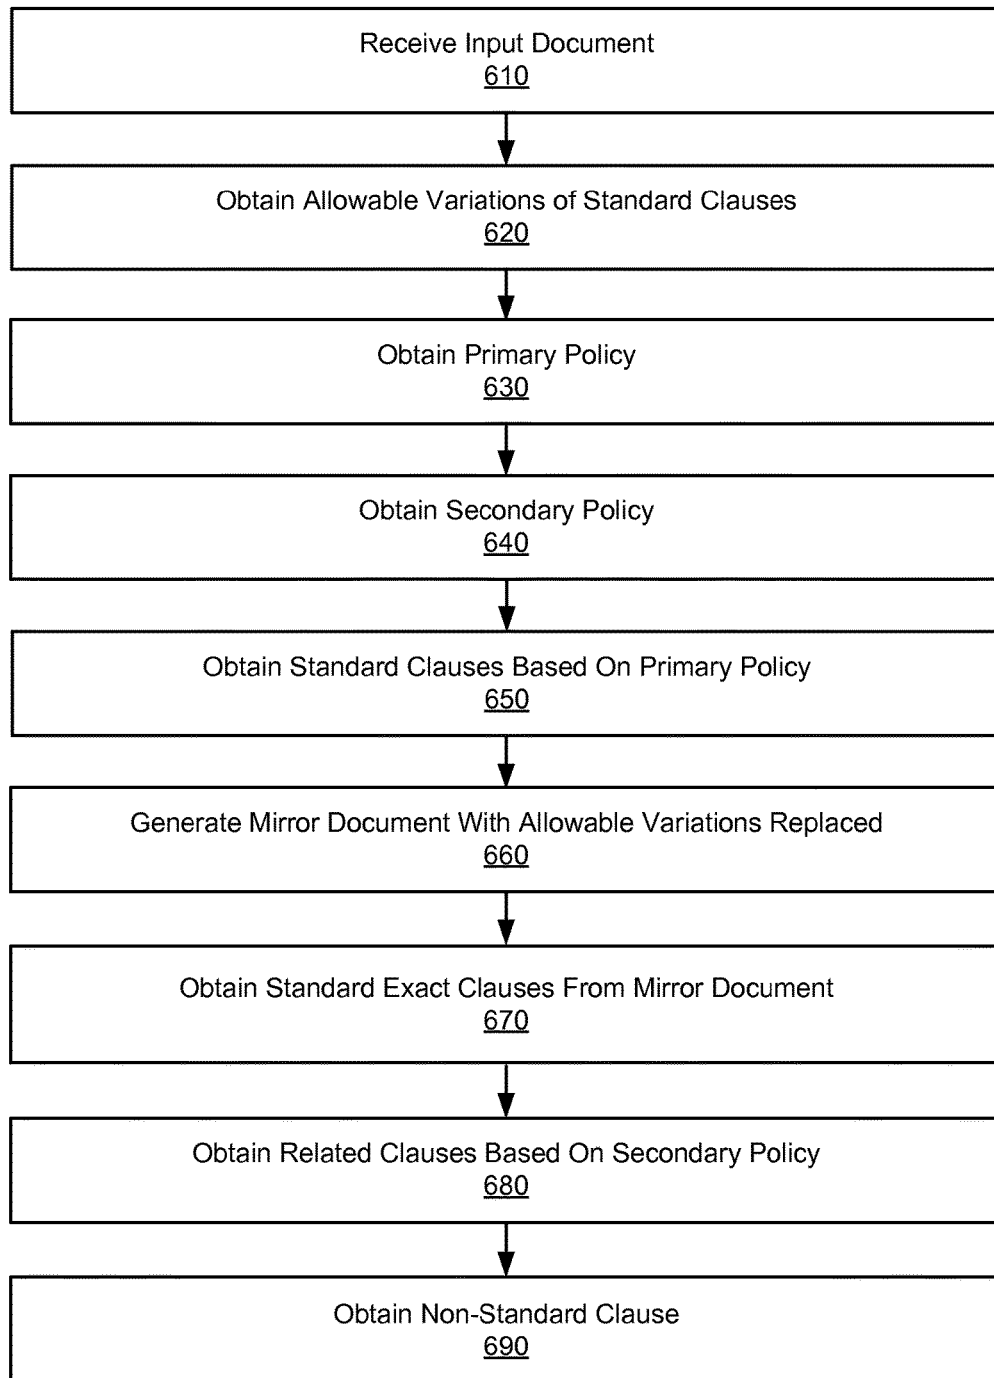 Receive Input Document
610
Obtain Allowable Variations of Standard Clauses
620
Obtain Primary Policy
630
Obtain Secondary Policy
640
Obtain Standard Clauses Based On Primary Policy
650
Generate Mirror Document With Allowable Variations Replaced
660
Obtain Standard Exact Clauses From Mirror Document
670
Obtain Related Clauses Based On Secondary Policy
680
Obtain Non-Standard Clause
690